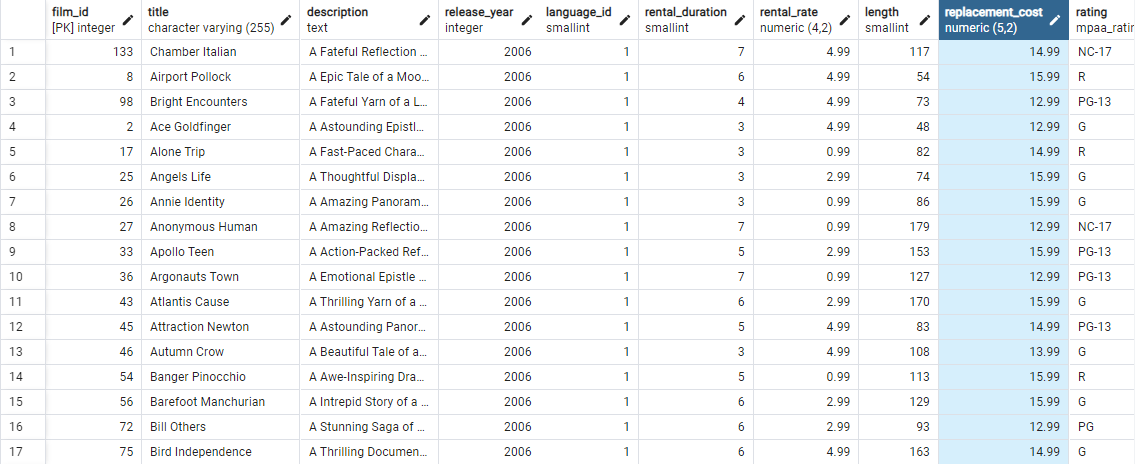 film_id title description release_year language_id rental_duration rental_rate length replacement_cost rating
[PK] integer character varying (255) text integer smallint smallint numeric (4,2) smallint numeric (5,2) mpaa_rating
1 133 Chamber Italian A Fateful Reflection ... 2006 1 7 4.99 117 14.99 NC-17
2 8 Airport Pollock A Epic Tale of a Moo... 2006 1 6 4.99 54 15.99 R
3 98 Bright Encounters A Fateful Yarn of a L... 2006 1 4 4.99 73 12.99 PG-13
4 2 Ace Goldfinger A Astounding Epistl... 2006 1 3 4.99 48 12.99 G
5 17 Alone Trip A Fast-Paced Chara... 2006 1 3 0.99 82 14.99 R
6 25 Angels Life A Thoughtful Displa... 2006 1 3 2.99 74 15.99 G
7 26 Annie Identity A Amazing Panoram... 2006 1 3 0.99 86 15.99 G
8 27 Anonymous Human A Amazing Reflectio... 2006 1 7 0.99 179 12.99 NC-17
9 33 Apollo Teen A Action-Packed Ref... 2006 1 5 2.99 153 15.99 PG-13
10 36 Argonauts Town A Emotional Epistle ... 2006 1 7 0.99 127 12.99 PG-13
11 43 Atlantis Cause A Thrilling Yarn of a ... 2006 1 6 2.99 170 15.99 G
12 45 Attraction Newton A Astounding Panor... 2006 1 5 4.99 83 14.99 PG-13
13 46 Autumn Crow A Beautiful Tale of a... 2006 1 3 4.99 108 13.99 G
14 54 Banger Pinocchio A Awe-Inspiring Dra... 2006 1 5 0.99 113 15.99 R
15 56 Barefoot Manchurian A Intrepid Story of a ... 2006 1 6 2.99 129 15.99 G
16 72 Bill Others A Stunning Saga of ... 2006 1 6 2.99 93 12.99 PG
17 75 Bird Independence A Thrilling Documen... 2006 1 6 4.99 163 14.99 G